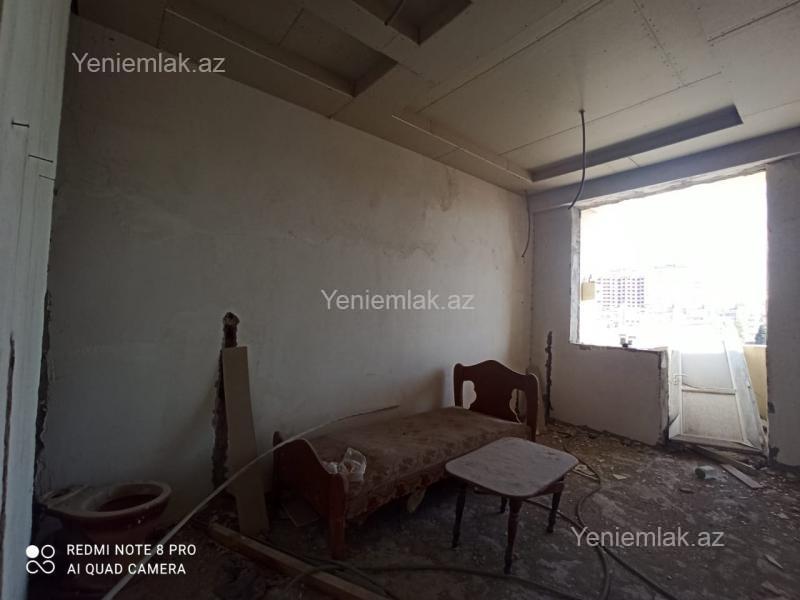 Yeniemlak.az
Yeniemlak.az
Yeniemlak.az
REDMI NOTE 8 PRO
AI QUAD CAMERA